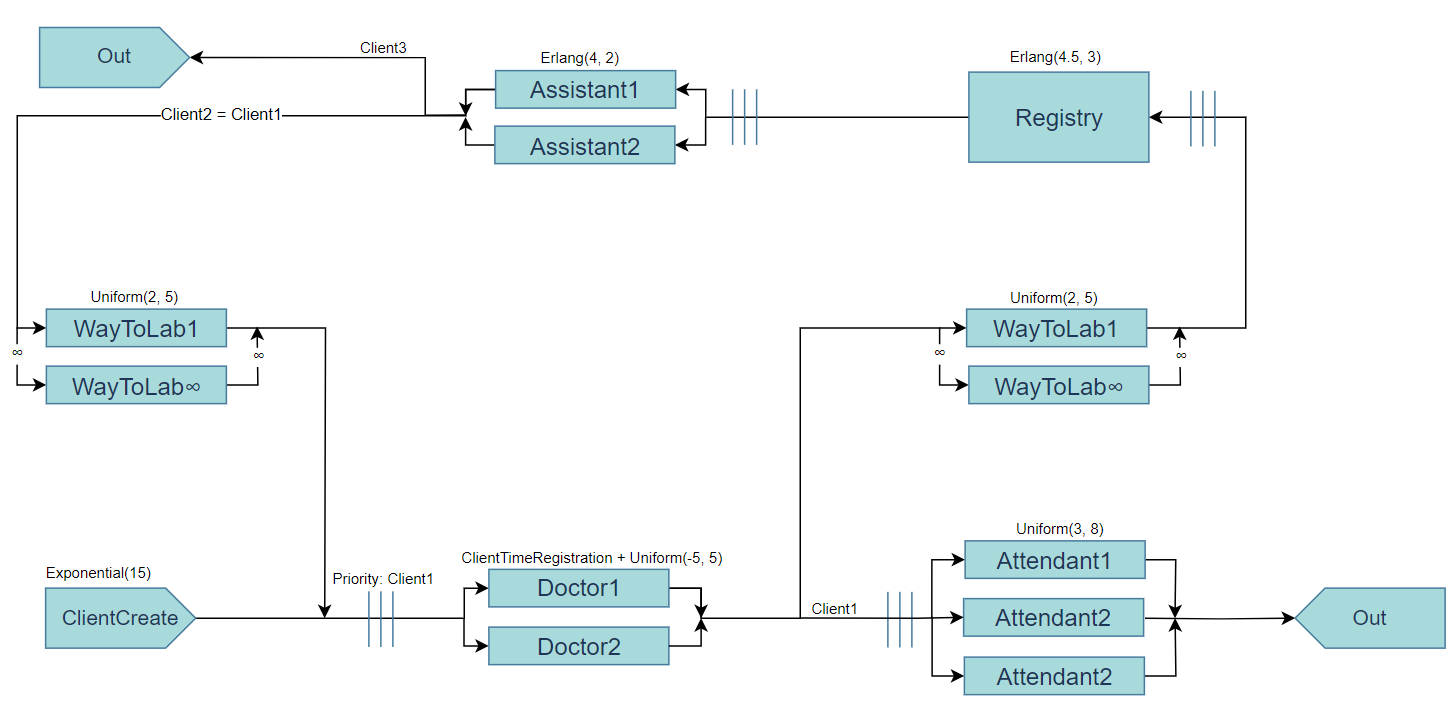 Client3
Out
Erlang(4, 2)
Assistant1
Erlang(4.5, 3)
Registry
Client2 = Client1
Assistant2
Uniform(2, 5)
WayToLab1
∞
∞
WayToLab∞
Uniform(2, 5)
WayToLab1
∞
∞
WayToLab∞
Exponential(15)
ClientCreate
Priority: Client1
ClientTimeRegistration + Uniform(-5, 5)
Doctor1
Doctor2
Client1
Uniform(3, 8)
Attendant1
Attendant2
Attendant2
Out